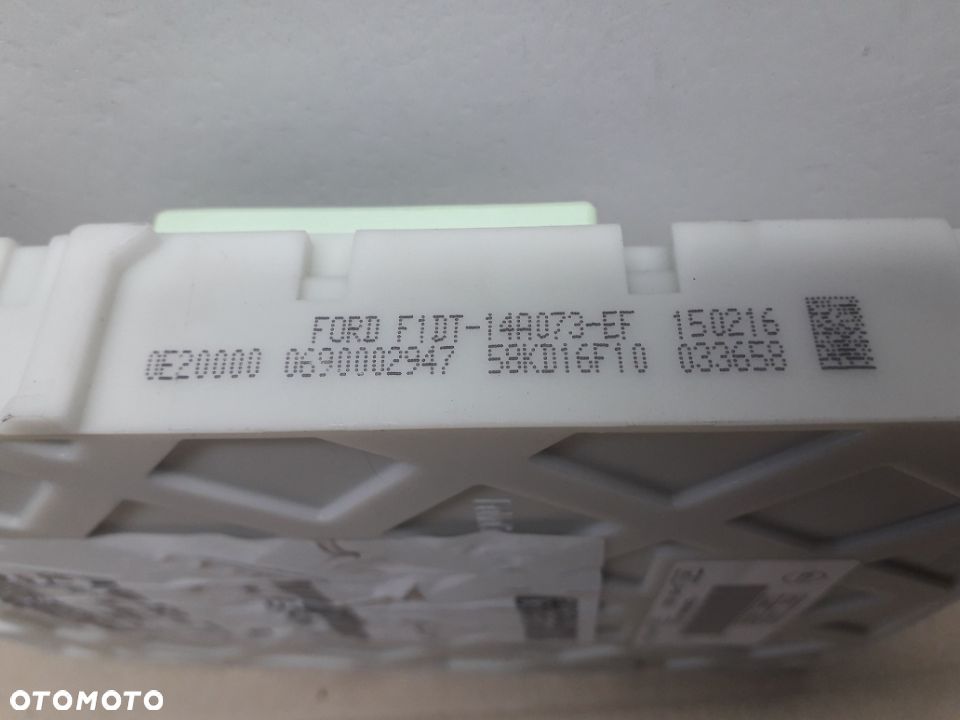 FORD F1DT-14A073-EF 150216
0E20000 0690002947 58KD16F10 033658
OTOMOTO